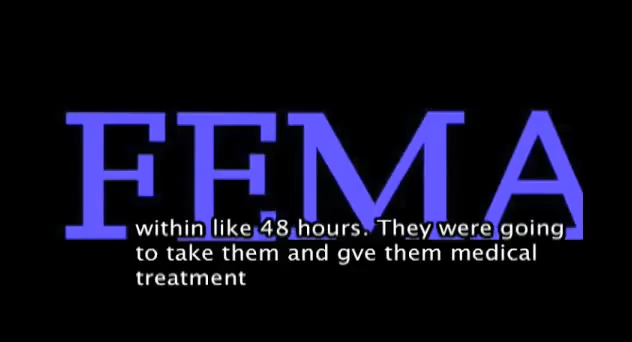 FEMA
within like 48 hours. They were going
to take them and gve them medical
treatment